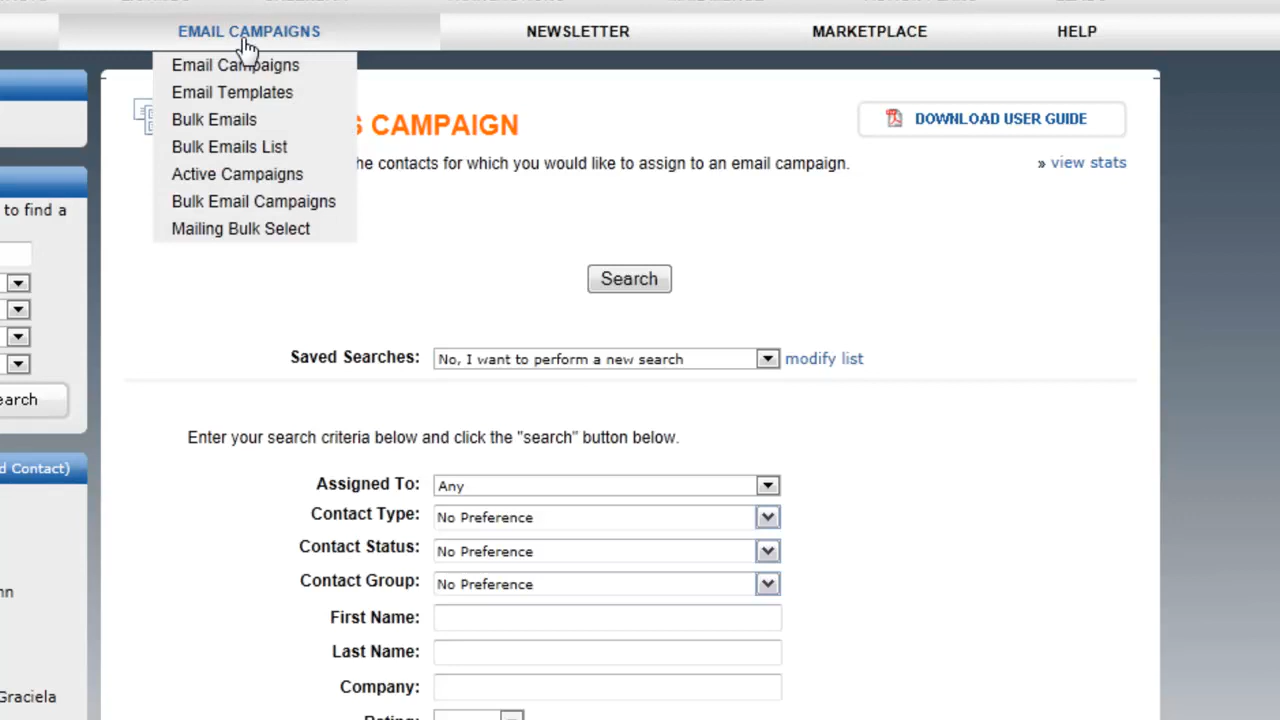 EMAIL CAMPAIGNS
NEWSLETTER
MARKETPLACE
HELP
Email Campaigns
Email Templates
Bulk Emails
Bulk Emails List
Active Campaigns
Bulk Email Campaigns
Mailing Bulk Select
S CAMPAIGN
DOWNLOAD USER GUIDE
the contacts for which you would like to assign to an email campaign.
» view stats
to find a
Search
Saved Searches: No, I want to perform a new search modify list
earch
Enter your search criteria below and click the "search" button below.
d Contact)
Assigned To: Any
Contact Type: No Preference
Contact Status: No Preference
Contact Group: No Preference
nn
First Name:
Last Name:
Company:
Graciela
Rating: